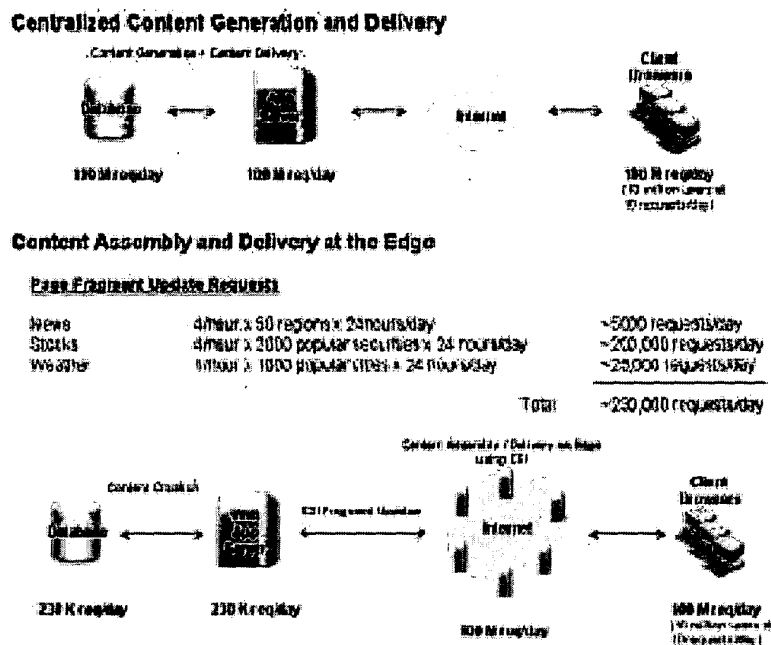 Centralized Content Generation and Delivery
Content Generation + Content Delivery
Client
Browsers
Database
Internet
100 M req/day
100 M req/day
100 M req/day
(10 million users at
10 requests/day)
Content Assembly and Delivery at the Edge
Page Fragment Update Requests
News 4/hour x 50 regions x 24 hours/day ~5000 requests/day
Stocks 4/hour x 2000 popular securities x 24 hours/day ~200,000 requests/day
Weather 1/hour x 1000 popular cities x 24 hours/day ~25,000 requests/day
Total ~230,000 requests/day
Content Assembly / Delivery on Edge
using ESI
Content Creation
ESI Fragment
Client
Browsers
Database
Internet
230 K req/day
230 K req/day
100 M req/day
100 M req/day